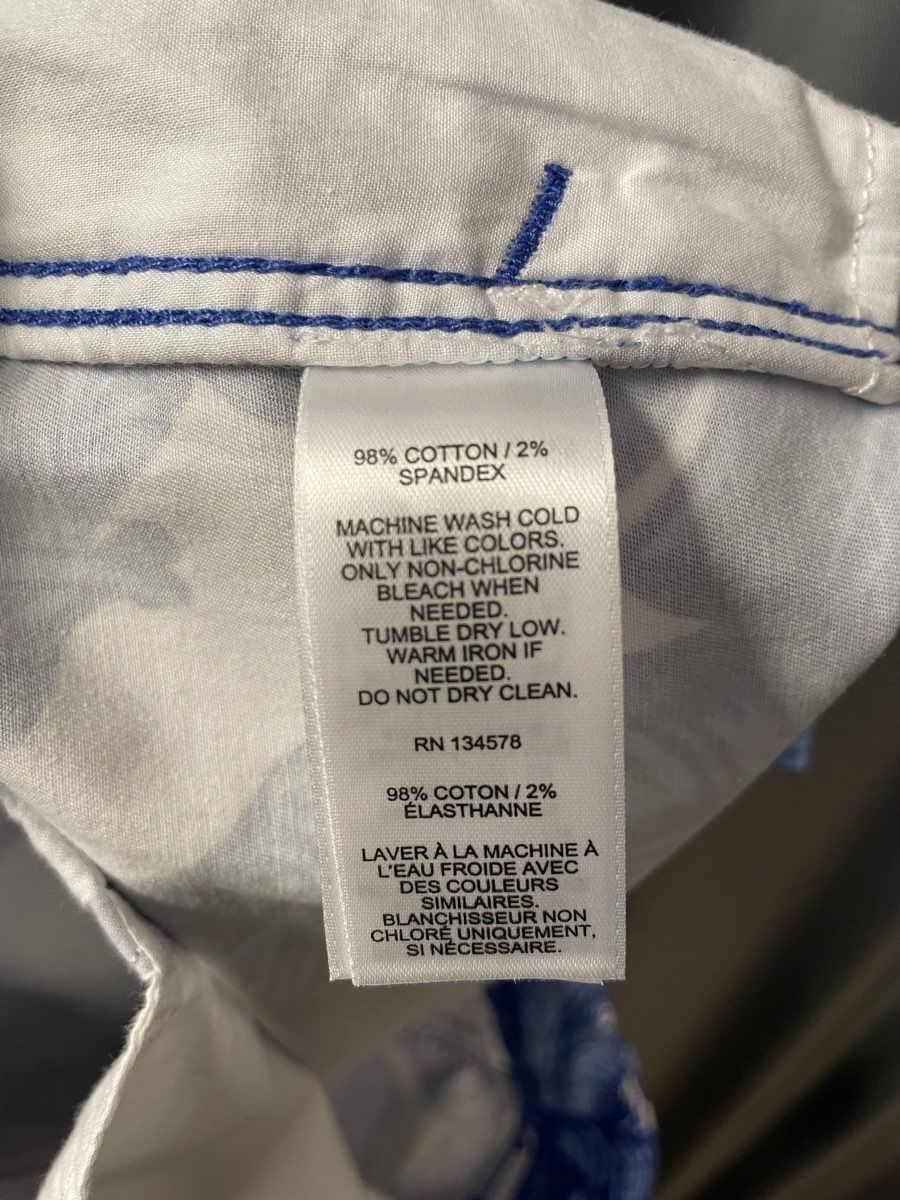 98% COTTON / 2%
SPANDEX
MACHINE WASH COLD
WITH LIKE COLORS.
ONLY NON-CHLORINE
BLEACH WHEN
NEEDED.
TUMBLE DRY LOW.
WARM IRON IF
NEEDED.
DO NOT DRY CLEAN.
RN 134578
98% COTON / 2%
ÉLASTHANNE
LAVER À LA MACHINE À
L'EAU FROIDE AVEC
DES COULEURS
SIMILAIRES.
BLANCHISSEUR NON
CHLORÉ UNIQUEMENT,
SI NÉCESSAIRE.